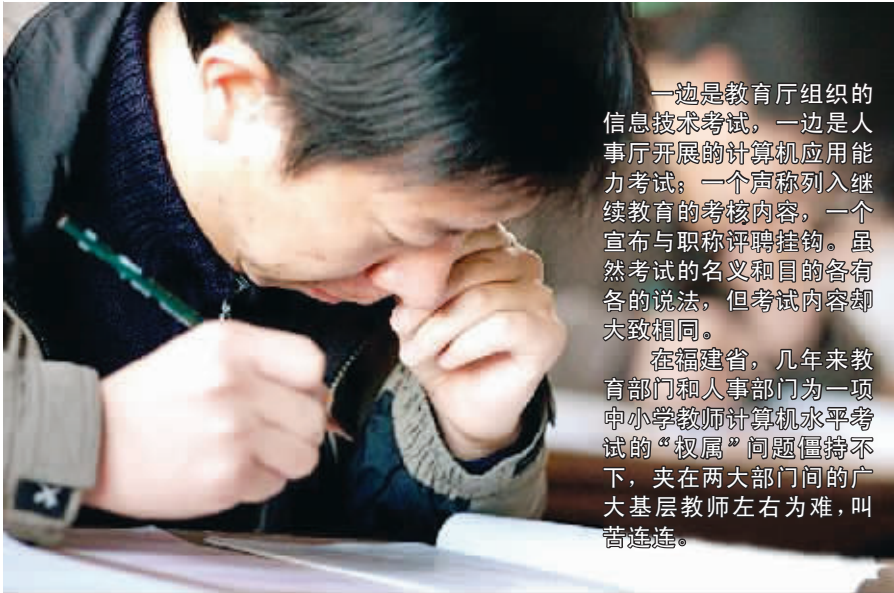 一边是教育厅组织的
信息技术考试，一边是人
事厅开展的计算机应用能
力考试；一个声称列入继
续教育的考核内容，一个
宣布与职称评聘挂钩。虽
然考试的名义和目的各有
各的说法，但考试内容却
大致相同。
在福建省，几年来教
育部门和人事部门为一项
中小学教师计算机水平考
试的“权属”问题僵持不
下，夹在两大部门间的广
大基层教师左右为难，叫
苦连连。